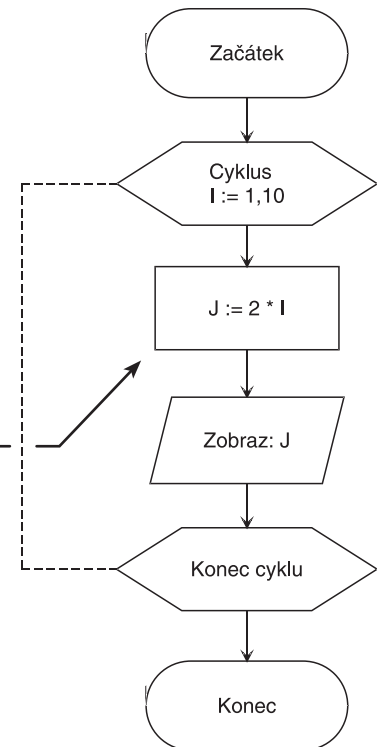 Začátek
Cyklus
I := 1,10
J := 2 * I
Zobraz: J
Konec cyklu
Konec